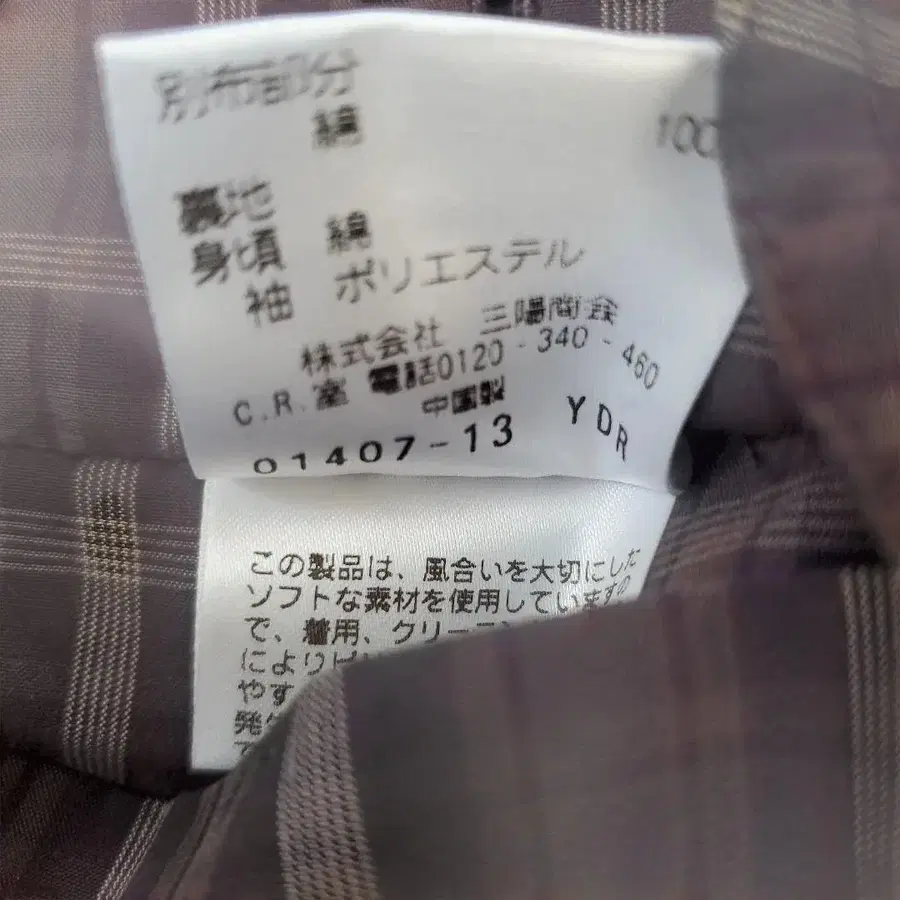 別布部分
綿 100
裏地
身頃 綿
袖 ポリエステル
株式会社 三陽商会
C.R.室 電話0120-340-460
中国製
01407-13 YDR
この製品は、風合いを大切にした
ソフトな素材を使用していますの
で、着用、クリーニン
によりピ
やす
発生